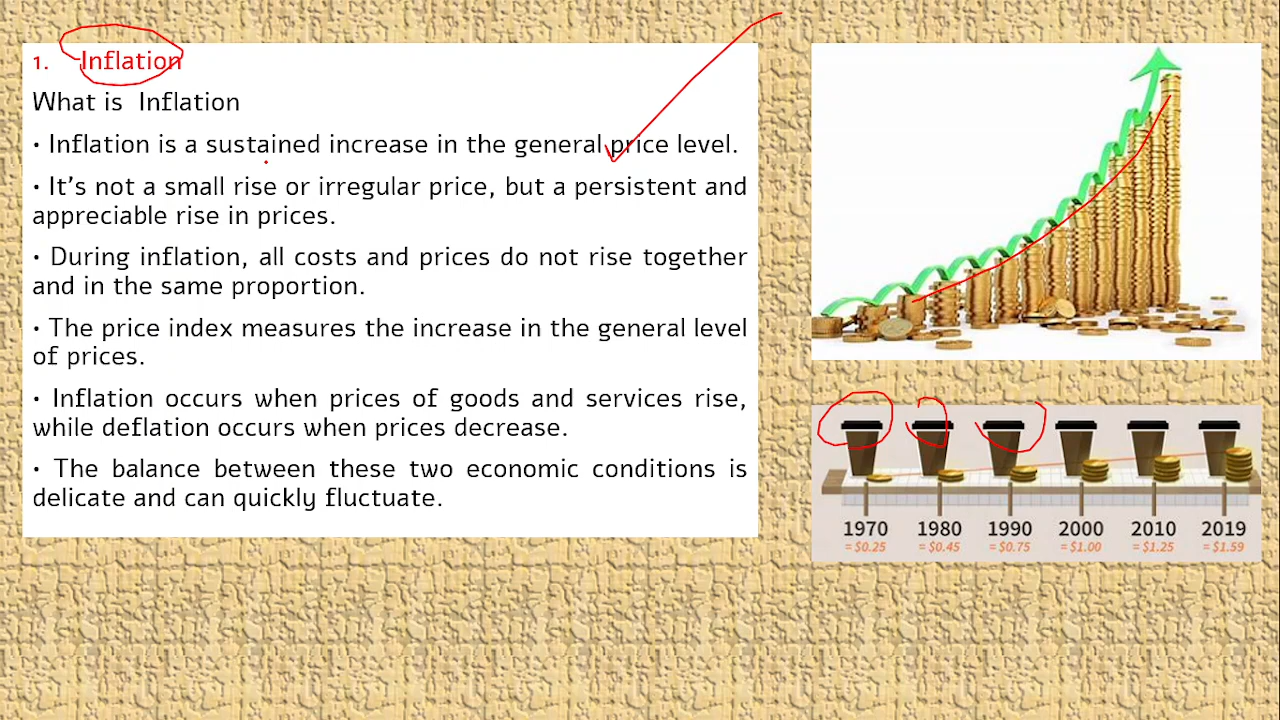 1. Inflation
What is Inflation
• Inflation is a sustained increase in the general price level.
• It's not a small rise or irregular price, but a persistent and
appreciable rise in prices.
• During inflation, all costs and prices do not rise together
and in the same proportion.
• The price index measures the increase in the general level
of prices.
• Inflation occurs when prices of goods and services rise,
while deflation occurs when prices decrease.
• The balance between these two economic conditions is
delicate and can quickly fluctuate.
1970 1980 1990 2000 2010 2019
= $0.25 = $0.45 = $0.75 = $1.00 = $1.25 = $1.59